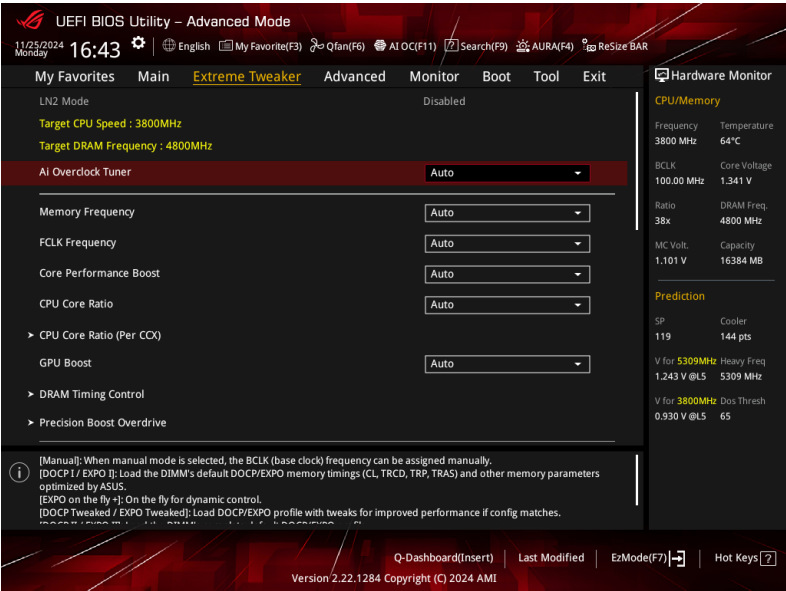 UEFI BIOS Utility – Advanced Mode
11/25/2024
Monday
16:43
English
My Favorite(F3)
Qfan(F6)
AI OC(F11)
Search(F9)
AURA(F4)
ReSize BAR
My Favorites
Main
Extreme Tweaker
Advanced
Monitor
Boot
Tool
Exit
LN2 Mode
Disabled
Target CPU Speed : 3800MHz
Target DRAM Frequency : 4800MHz
Ai Overclock Tuner
Auto
Memory Frequency
Auto
FCLK Frequency
Auto
Core Performance Boost
Auto
CPU Core Ratio
Auto
CPU Core Ratio (Per CCX)
GPU Boost
Auto
DRAM Timing Control
Precision Boost Overdrive
[Manual]: When manual mode is selected, the BCLK (base clock) frequency can be assigned manually.
[DOCP I / EXPO I]: Load the DIMM's default DOCP/EXPO memory timings (CL, TRCD, TRP, TRAS) and other memory parameters
optimized by ASUS.
[EXPO on the fly +]: On the fly for dynamic control.
[DOCP Tweaked / EXPO Tweaked]: Load DOCP/EXPO profile with tweaks for improved performance if config matches.
Hardware Monitor
CPU/Memory
Frequency Temperature
3800 MHz 64°C
BCLK Core Voltage
100.00 MHz 1.341 V
Ratio DRAM Freq.
38x 4800 MHz
MC Volt. Capacity
1.101 V 16384 MB
Prediction
SP Cooler
119 144 pts
V for 5309MHz Heavy Freq
1.243 V @L5 5309 MHz
V for 3800MHz Dos Thresh
0.930 V @L5 65
Q-Dashboard(Insert)
Last Modified
EzMode(F7)
Hot Keys ?
Version 2.22.1284 Copyright (C) 2024 AMI